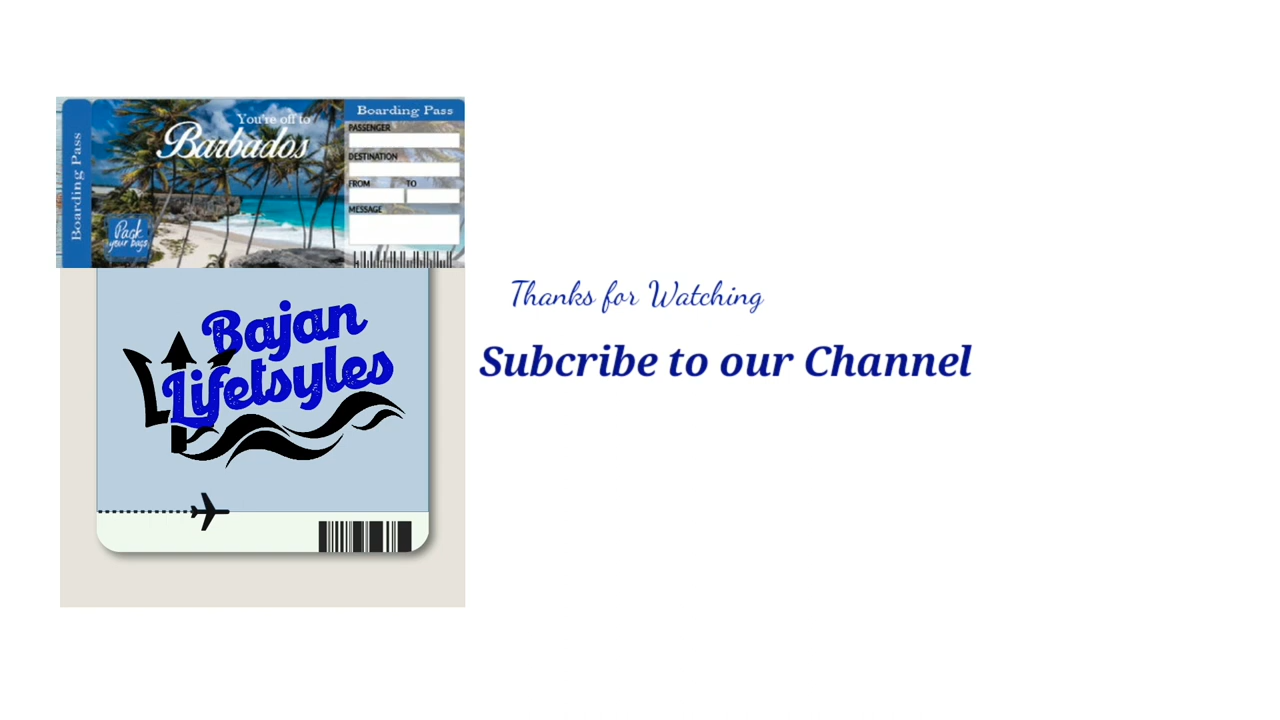 Boarding Pass
You're off to
Barbados
Pack
your bags
Boarding Pass
PASSENGER
DESTINATION
FROM TO
MESSAGE
Bajan
Lifetsyles
Thanks for Watching
Subcribe to our Channel